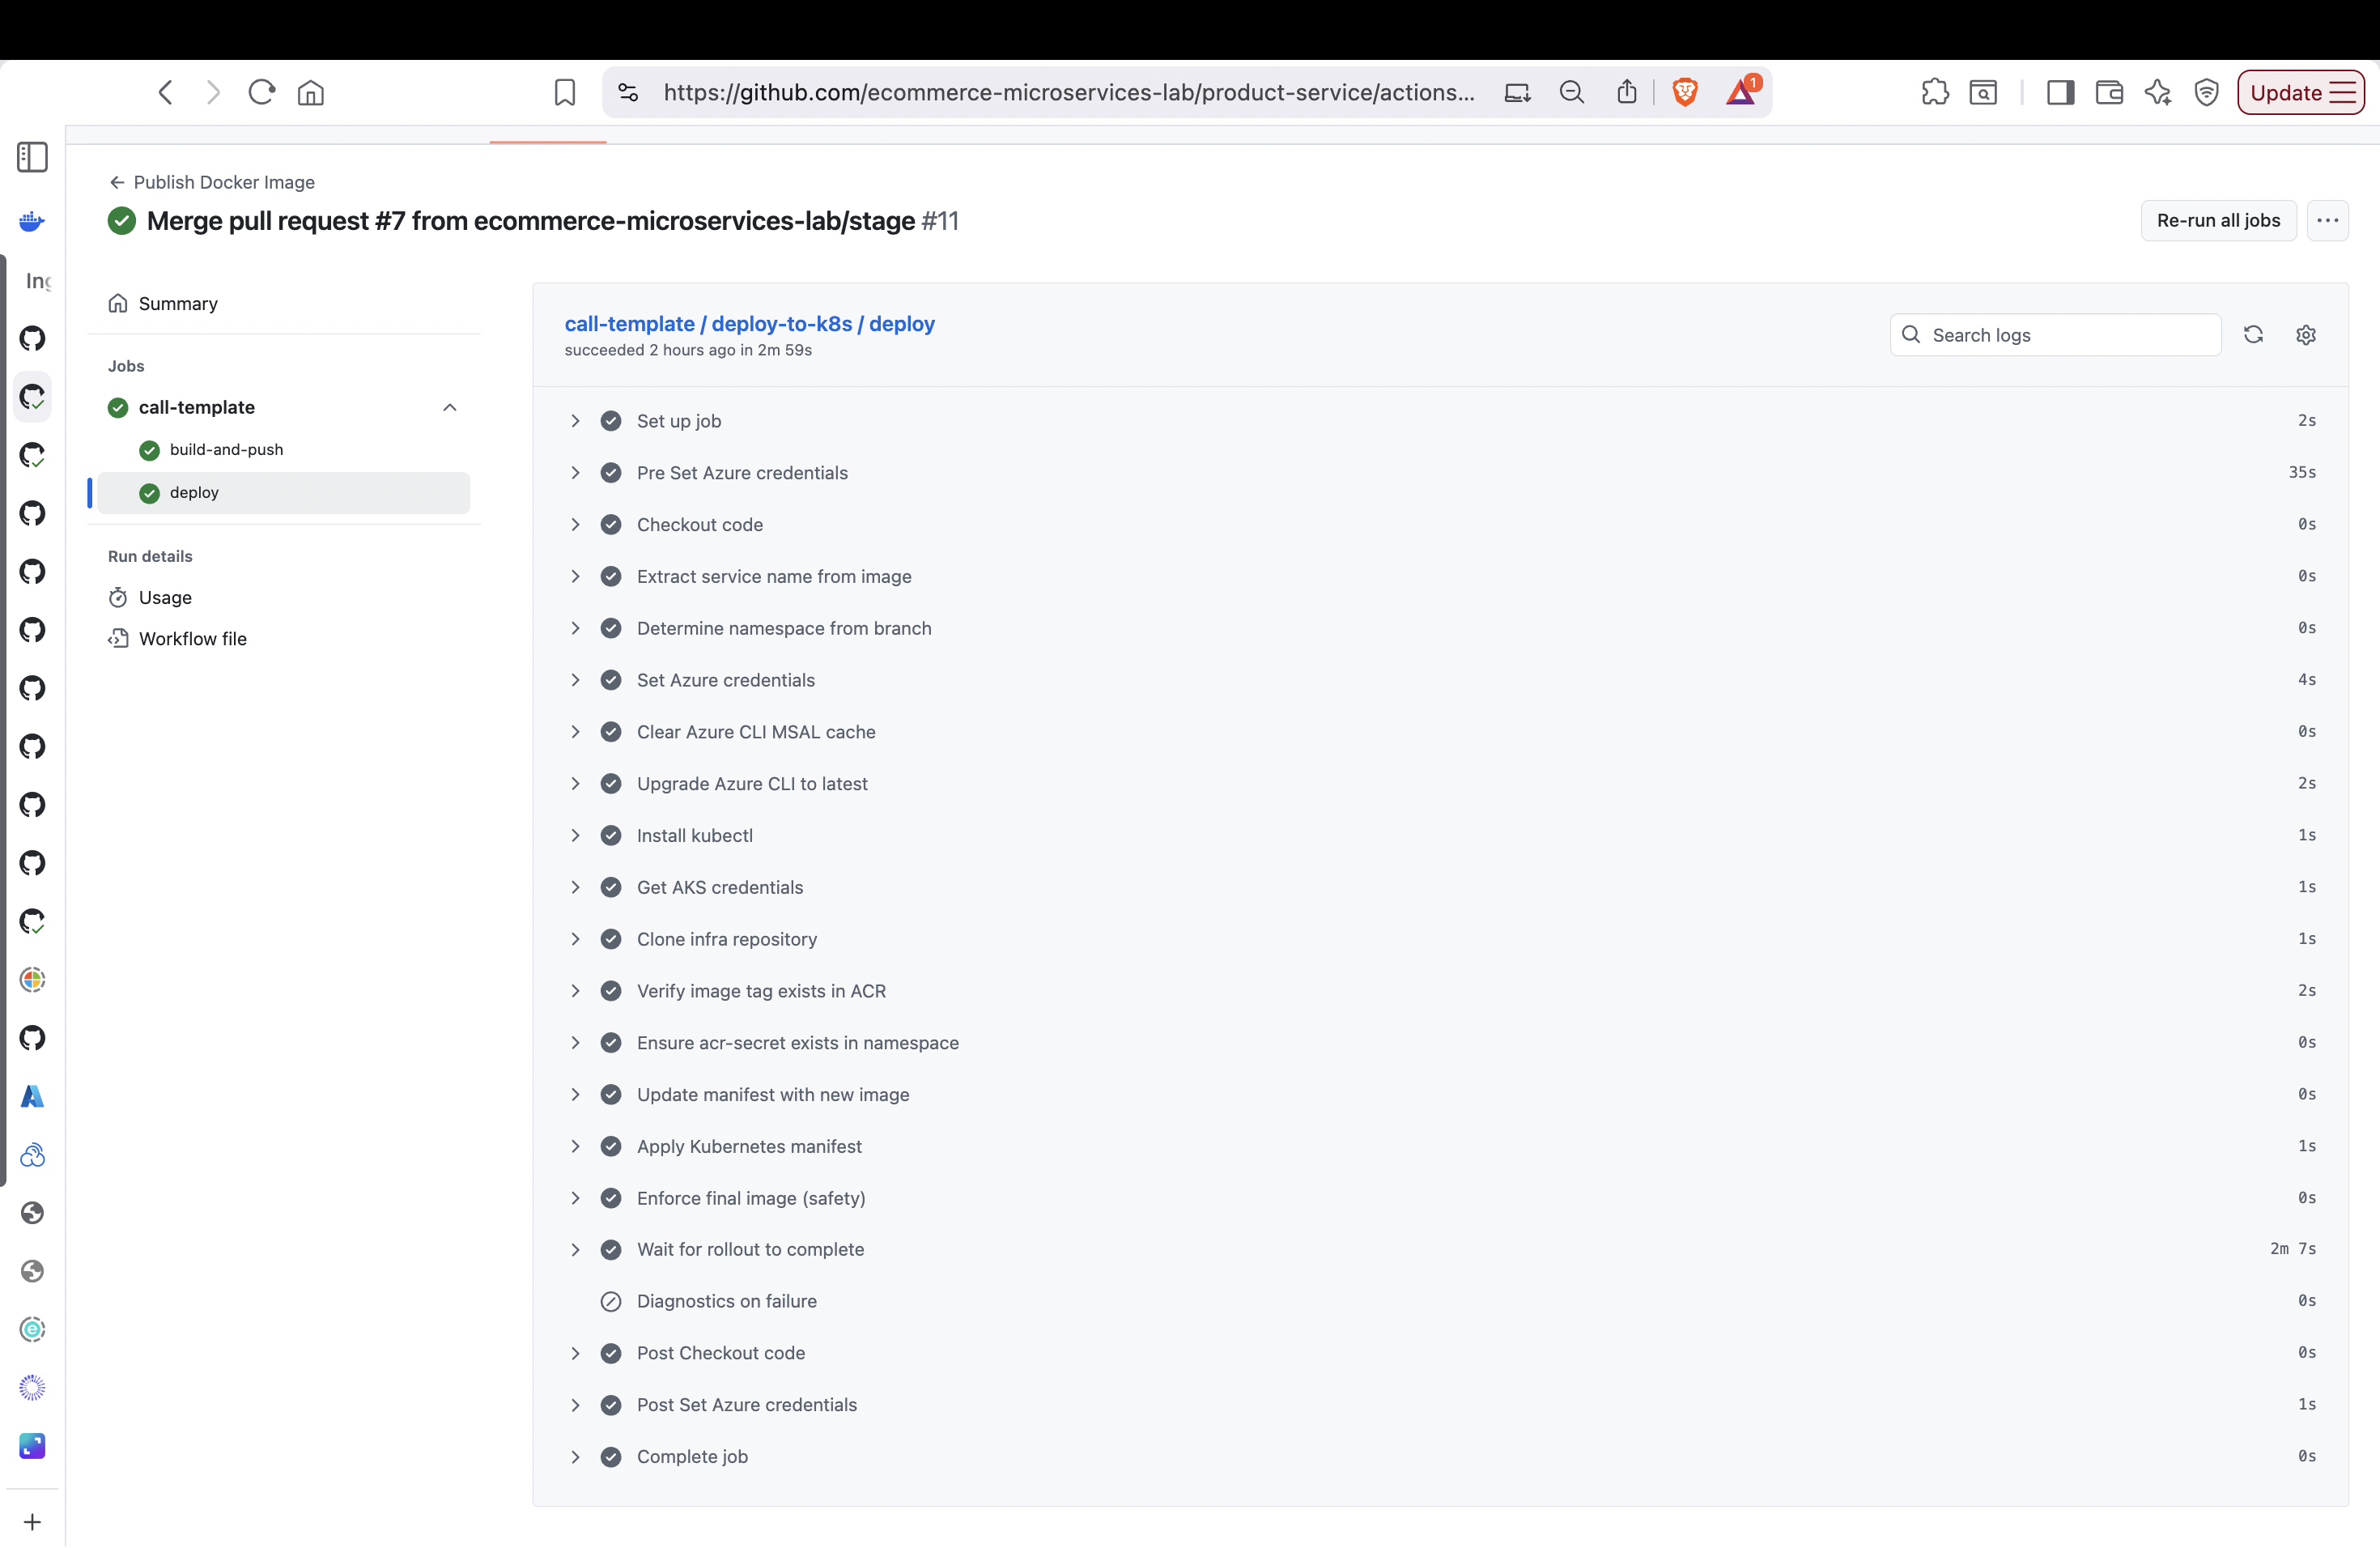 https://github.com/ecommerce-microservices-lab/product-service/actions...
1
Update
Publish Docker Image
Merge pull request #7 from ecommerce-microservices-lab/stage #11
Re-run all jobs
Ing
Summary
Jobs
call-template
build-and-push
deploy
Run details
Usage
Workflow file
call-template / deploy-to-k8s / deploy
succeeded 2 hours ago in 2m 59s
Search logs
Set up job 2s
Pre Set Azure credentials 35s
Checkout code 0s
Extract service name from image 0s
Determine namespace from branch 0s
Set Azure credentials 4s
Clear Azure CLI MSAL cache 0s
Upgrade Azure CLI to latest 2s
Install kubectl 1s
Get AKS credentials 1s
Clone infra repository 1s
Verify image tag exists in ACR 2s
Ensure acr-secret exists in namespace 0s
Update manifest with new image 0s
Apply Kubernetes manifest 1s
Enforce final image (safety) 0s
Wait for rollout to complete 2m 7s
Diagnostics on failure 0s
Post Checkout code 0s
Post Set Azure credentials 1s
Complete job 0s